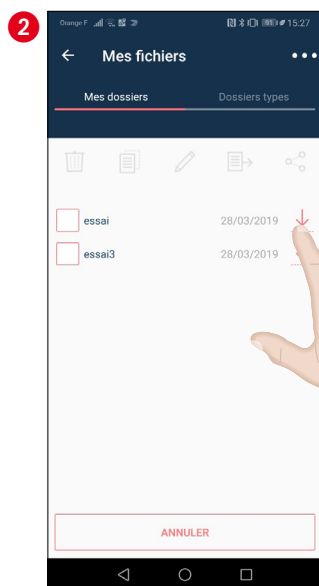 2
Orange F 15:27
Mes fichiers
Mes dossiers Dossiers types
essai 28/03/2019
essai3 28/03/2019
ANNULER